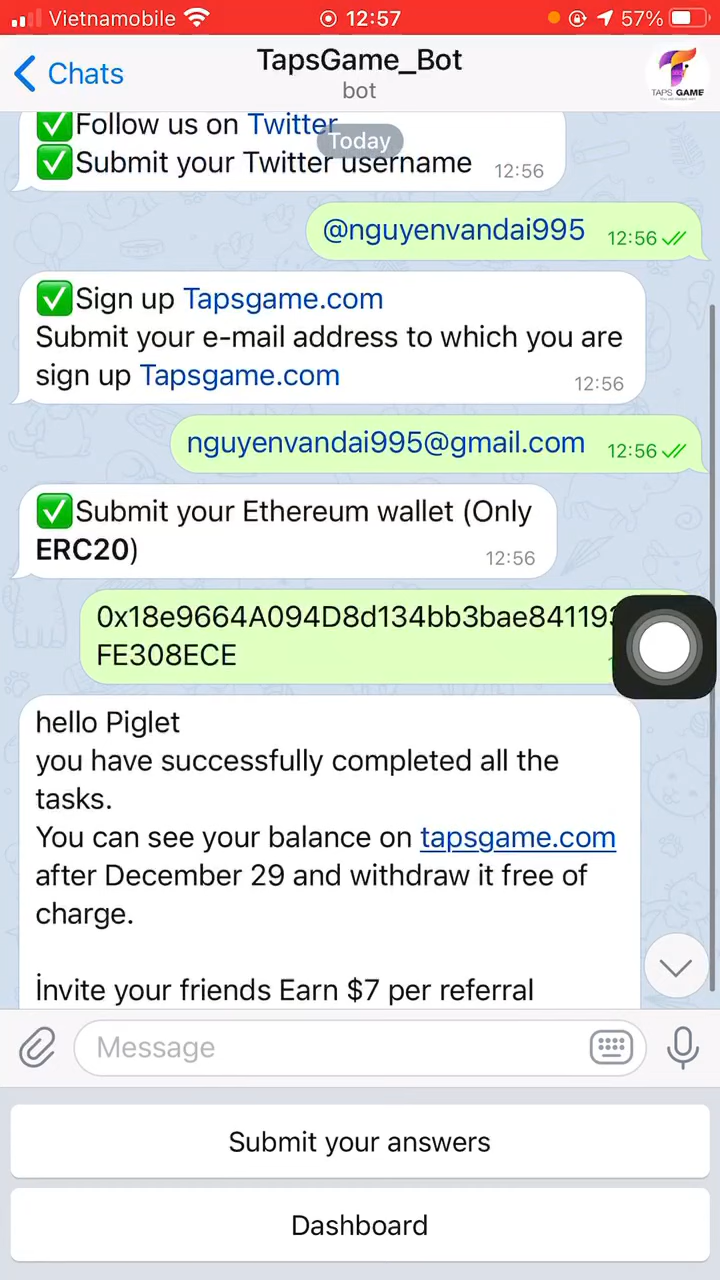 Vietnamobile
12:57
57%
Chats
TapsGame_Bot
bot
TAPS GAME
Follow us on Twitter
Today
Submit your Twitter username
12:56
@nguyenvandai995
12:56
Sign up Tapsgame.com
Submit your e-mail address to which you are
sign up Tapsgame.com
12:56
nguyenvandai995@gmail.com
12:56
Submit your Ethereum wallet (Only
ERC20)
12:56
0x18e9664A094D8d134bb3bae84119
FE308ECE
hello Piglet
you have successfully completed all the
tasks.
You can see your balance on tapsgame.com
after December 29 and withdraw it free of
charge.
İnvite your friends Earn $7 per referral
Message
Submit your answers
Dashboard